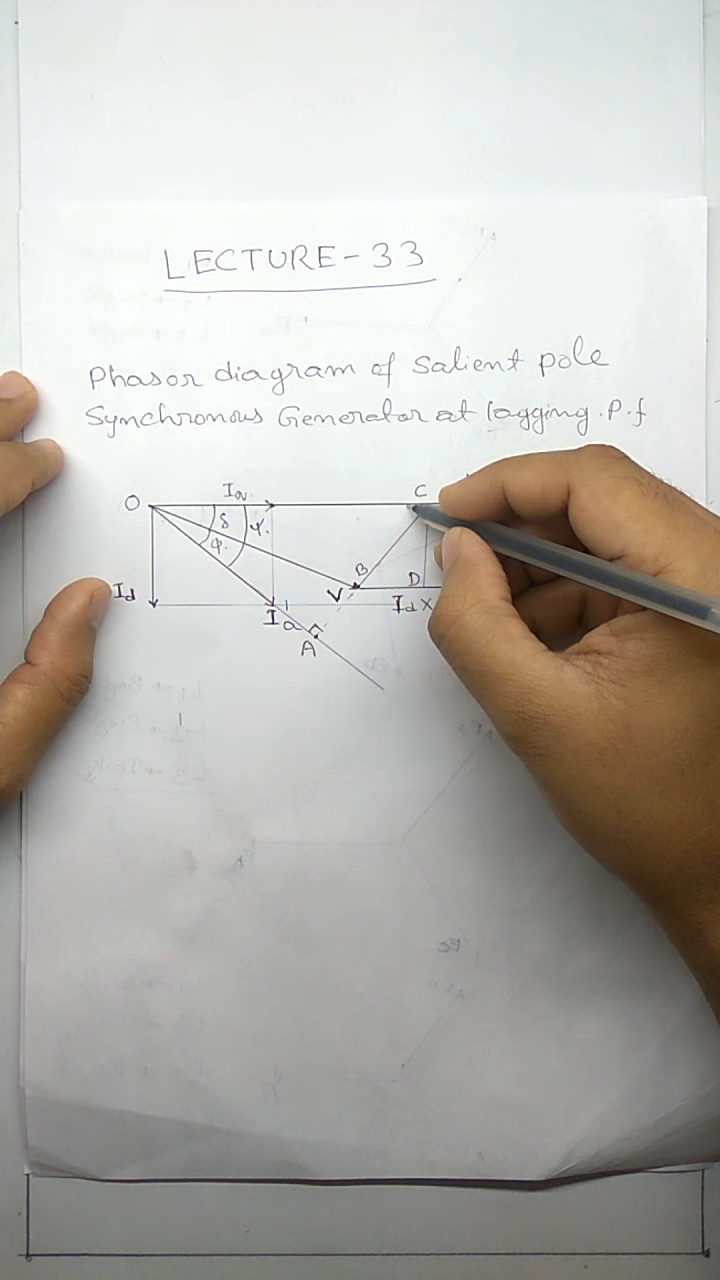 LECTURE-33
Phasor diagram of Salient pole
Synchronous Generator at lagging. P.f
O
Iq
C
δ
ψ
φ
Id
B
V
D
IdX
Ia
A